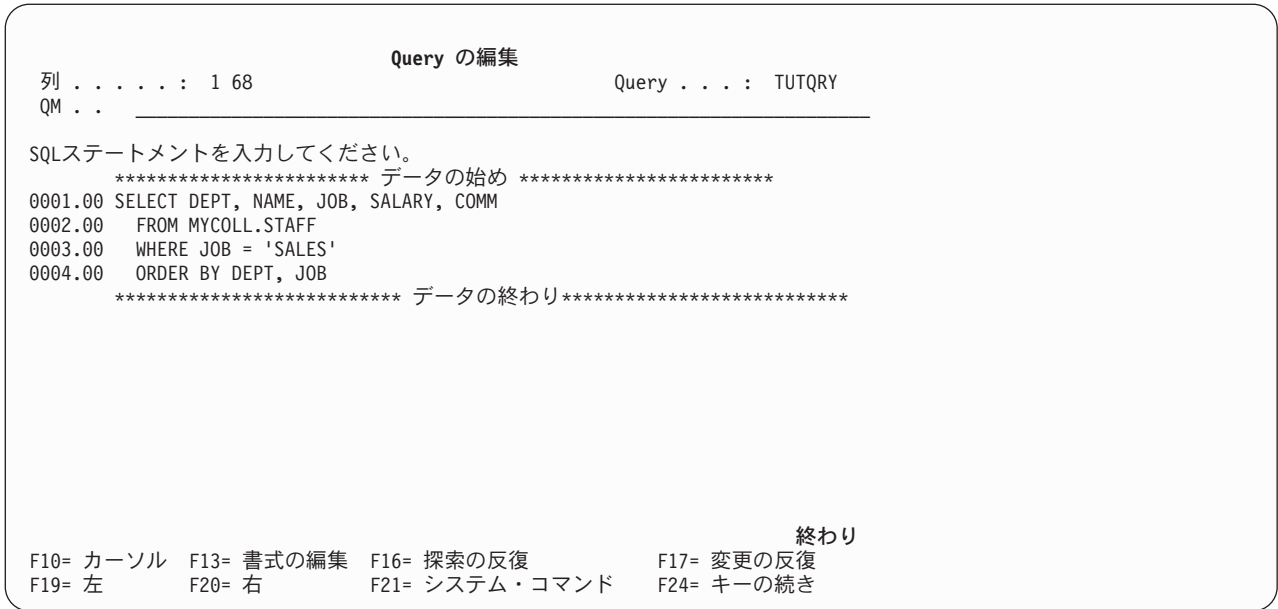 Query の編集
列 . . . . . : 1 68 Query . . . : TUTQRY
QM . . ______________________________________________________________________
SQLステートメントを入力してください。
************************ データの始め ************************
0001.00 SELECT DEPT, NAME, JOB, SALARY, COMM
0002.00 FROM MYCOLL.STAFF
0003.00 WHERE JOB = 'SALES'
0004.00 ORDER BY DEPT, JOB
*************************** データの終わり***************************
終わり
F10= カーソル F13= 書式の編集 F16= 探索の反復 F17= 変更の反復
F19= 左 F20= 右 F21= システム・コマンド F24= キーの続き